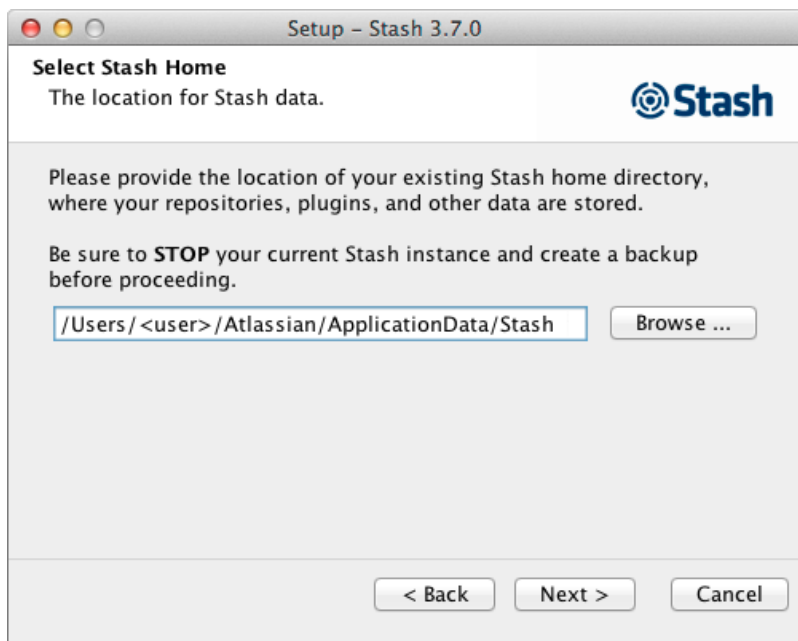 Setup – Stash 3.7.0
Select Stash Home
The location for Stash data.
Stash
Please provide the location of your existing Stash home directory,
where your repositories, plugins, and other data are stored.
Be sure to STOP your current Stash instance and create a backup
before proceeding.
/Users/<user>/Atlassian/ApplicationData/Stash
Browse ...
< Back
Next >
Cancel